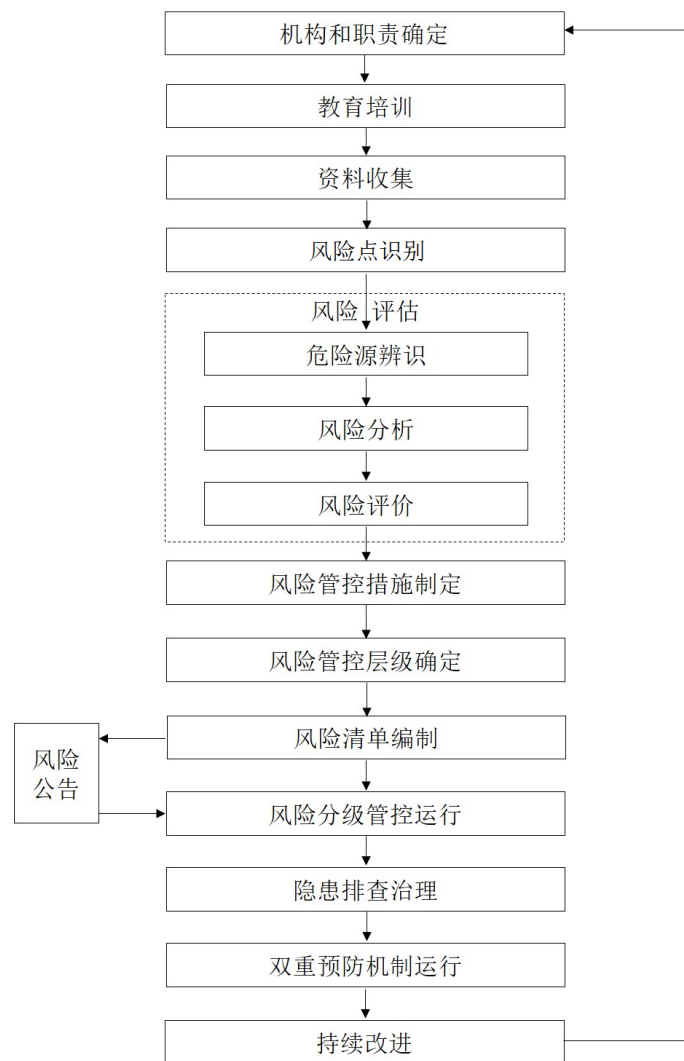 机构和职责确定
教育培训
资料收集
风险点识别
风险 评估
危险源辨识
风险分析
风险评价
风险管控措施制定
风险管控层级确定
风险清单编制
风险
公告
风险分级管控运行
隐患排查治理
双重预防机制运行
持续改进